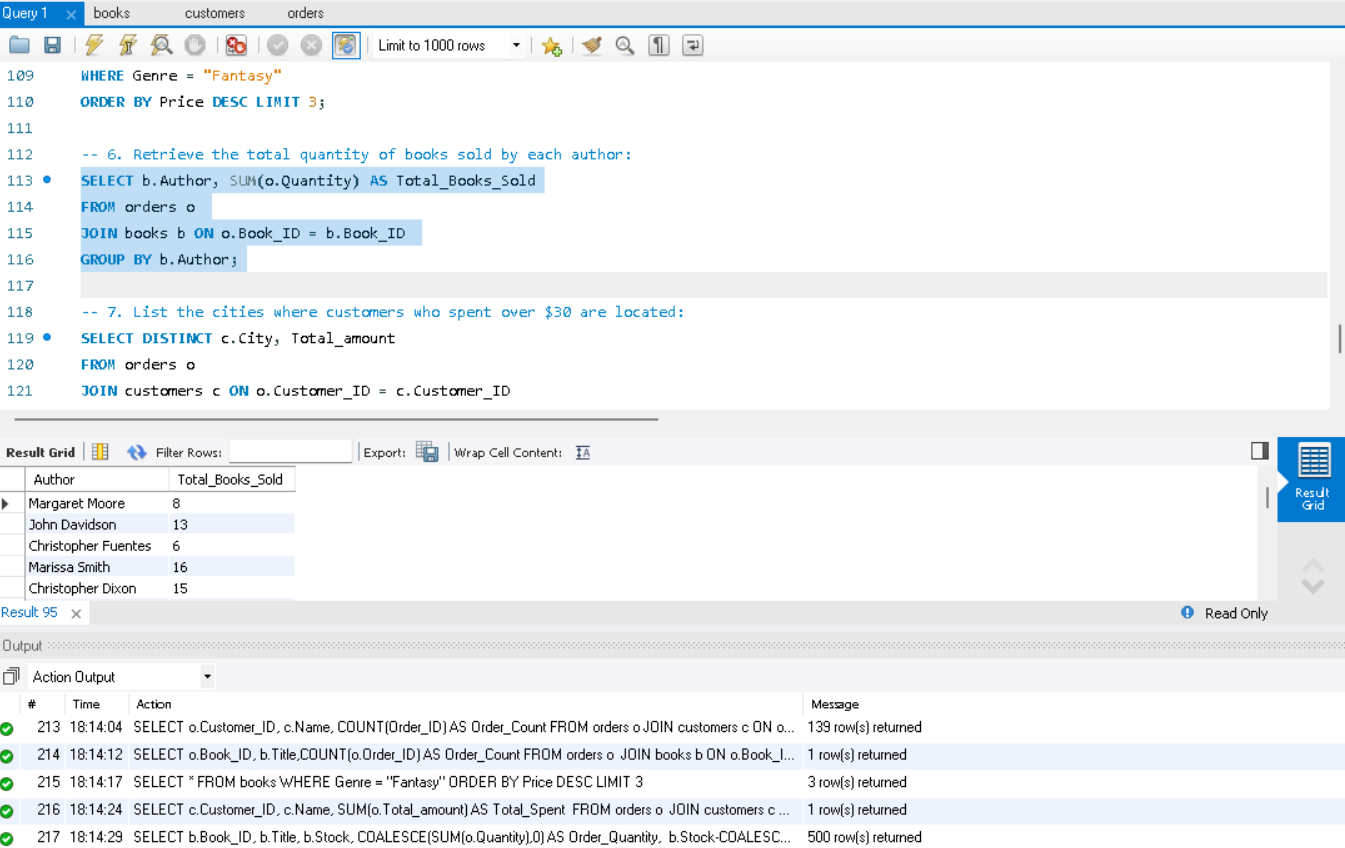 Query 1 × books customers orders
Limit to 1000 rows
109 WHERE Genre = "Fantasy"
110 ORDER BY Price DESC LIMIT 3;
111
112 -- 6. Retrieve the total quantity of books sold by each author:
113 SELECT b.Author, SUM(o.Quantity) AS Total_Books_Sold
114 FROM orders o
115 JOIN books b ON o.Book_ID = b.Book_ID
116 GROUP BY b.Author;
117
118 -- 7. List the cities where customers who spent over $30 are located:
119 SELECT DISTINCT c.City, Total_amount
120 FROM orders o
121 JOIN customers c ON o.Customer_ID = c.Customer_ID
Result Grid Filter Rows: Export: Wrap Cell Content: IA
Author Total_Books_Sold
Margaret Moore 8
John Davidson 13
Christopher Fuentes 6
Marissa Smith 16
Christopher Dixon 15
Result
Grid
Result 95 × Read Only
Output
Action Output
# Time Action Message
213 18:14:04 SELECT o.Customer_ID, c.Name, COUNT(Order_ID) AS Order_Count FROM orders o JOIN customers c ON o... 139 row(s) returned
214 18:14:12 SELECT o.Book_ID, b.Title,COUNT(o.Order_ID) AS Order_Count FROM orders o JOIN books b ON o.Book_I... 1 row(s) returned
215 18:14:17 SELECT * FROM books WHERE Genre = "Fantasy" ORDER BY Price DESC LIMIT 3 3 row(s) returned
216 18:14:24 SELECT c.Customer_ID, c.Name, SUM(o.Total_amount) AS Total_Spent FROM orders o JOIN customers c ... 1 row(s) returned
217 18:14:29 SELECT b.Book_ID, b.Title, b.Stock, COALESCE(SUM(o.Quantity),0) AS Order_Quantity, b.Stock-COALESC... 500 row(s) returned